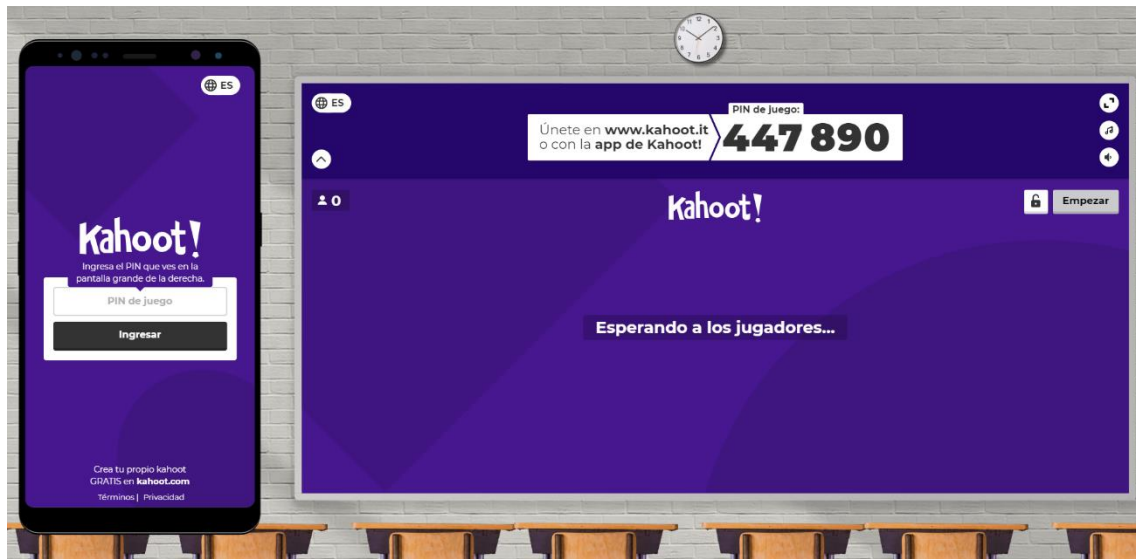 ES
Kahoot!
Ingresa el PIN que ves en la
pantalla grande de la derecha.
PIN de juego
Ingresar
Crea tu propio kahoot
GRATIS en kahoot.com
Términos | Privacidad
ES
Únete en www.kahoot.it
o con la app de Kahoot!
PIN de juego:
447 890
0
Kahoot!
Empezar
Esperando a los jugadores...